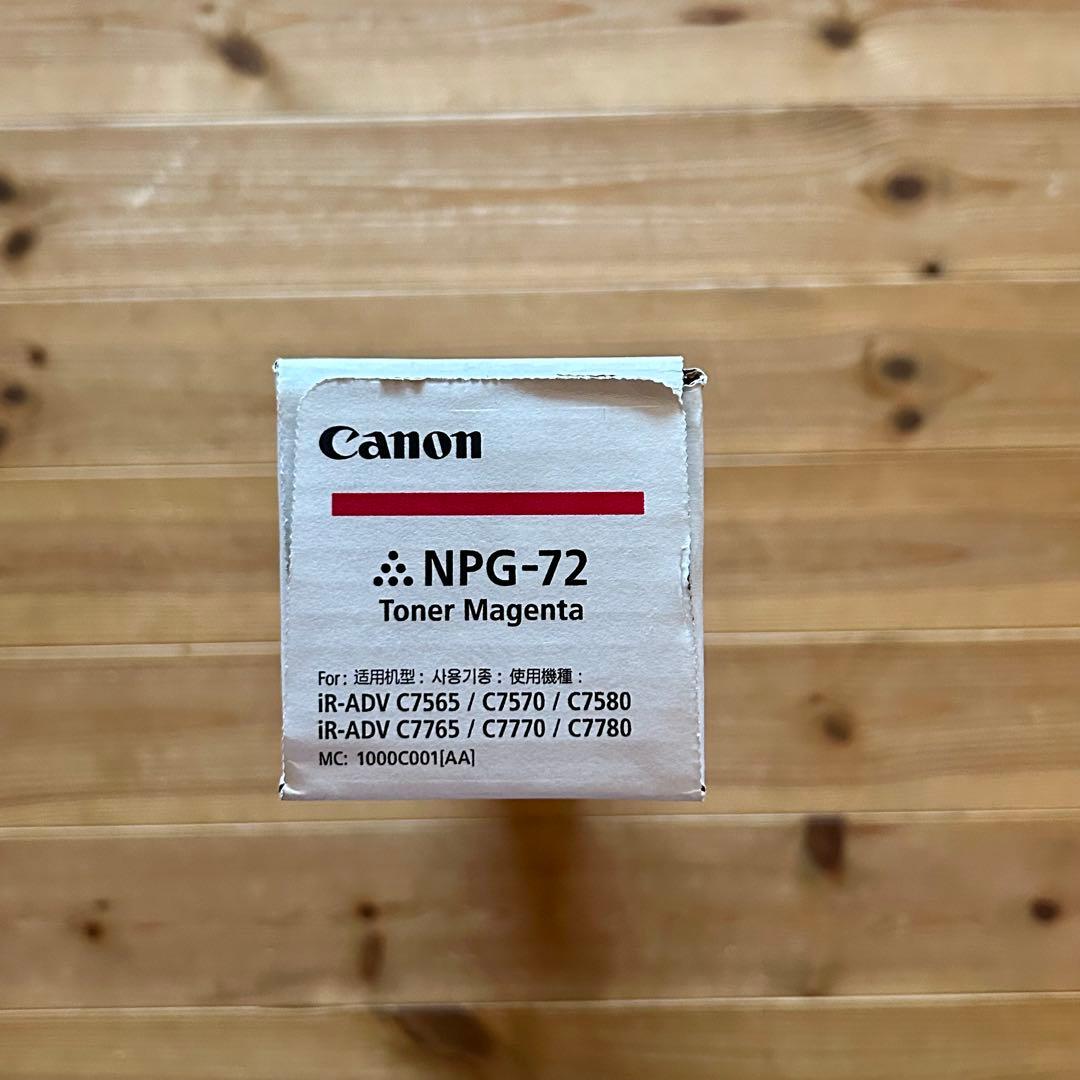 Canon
NPG-72
Toner Magenta
For: 适用机型: 사용기종: 使用機種:
iR-ADV C7565 / C7570 / C7580
iR-ADV C7765 / C7770 / C7780
MC: 1000C001[AA]